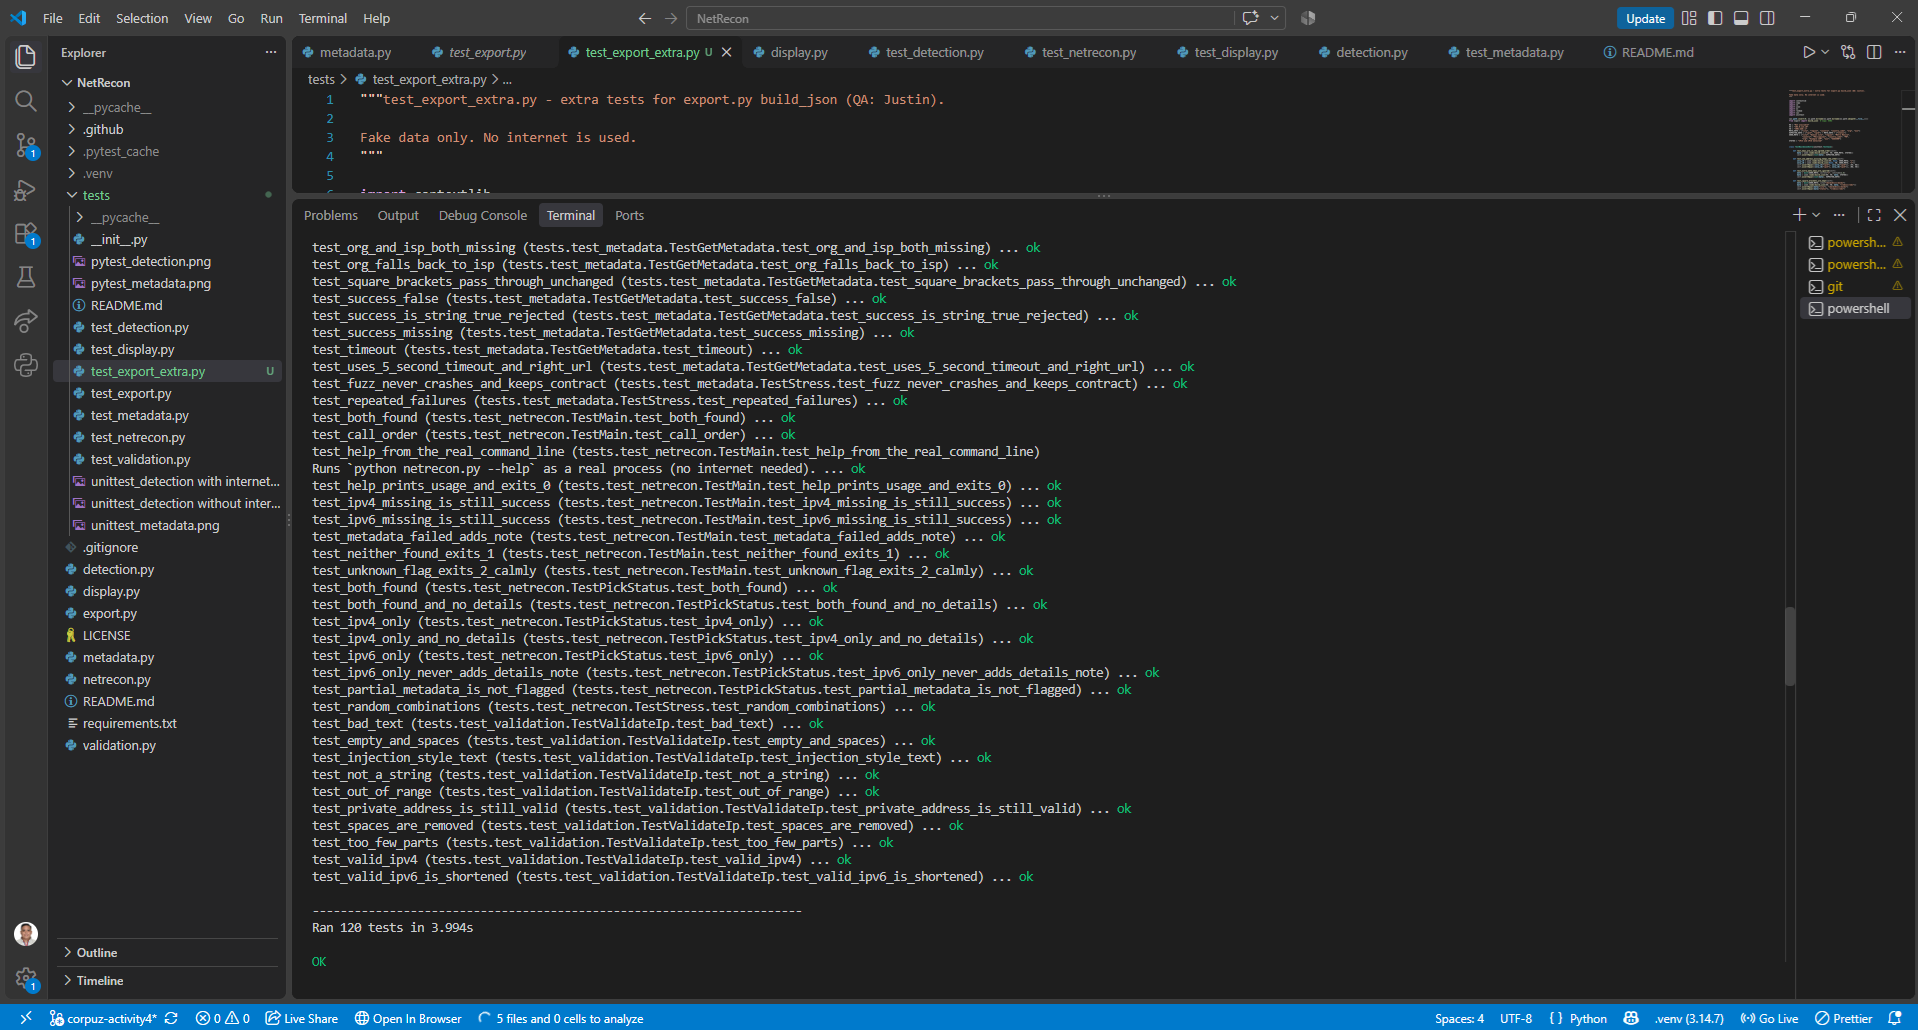 File Edit Selection View Go Run Terminal Help
NetRecon
Update
Explorer
metadata.py test_export.py test_export_extra.py U display.py test_detection.py test_netrecon.py test_display.py detection.py test_metadata.py README.md
tests > test_export_extra.py > ...
1 """test_export_extra.py - extra tests for export.py build_json (QA: Justin).
2
3 Fake data only. No internet is used.
4 """
5
NetRecon
__pycache__
.github
.pytest_cache
.venv
tests
__pycache__
__init__.py
pytest_detection.png
pytest_metadata.png
README.md
test_detection.py
test_display.py
test_export_extra.py U
test_export.py
test_metadata.py
test_netrecon.py
test_validation.py
unittest_detection with internet...
unittest_detection without inter...
unittest_metadata.png
.gitignore
detection.py
display.py
export.py
LICENSE
metadata.py
netrecon.py
README.md
requirements.txt
validation.py
Outline
Timeline
Problems Output Debug Console Terminal Ports
test_org_and_isp_both_missing (tests.test_metadata.TestGetMetadata.test_org_and_isp_both_missing) ... ok
test_org_falls_back_to_isp (tests.test_metadata.TestGetMetadata.test_org_falls_back_to_isp) ... ok
test_square_brackets_pass_through_unchanged (tests.test_metadata.TestGetMetadata.test_square_brackets_pass_through_unchanged) ... ok
test_success_false (tests.test_metadata.TestGetMetadata.test_success_false) ... ok
test_success_is_string_true_rejected (tests.test_metadata.TestGetMetadata.test_success_is_string_true_rejected) ... ok
test_success_missing (tests.test_metadata.TestGetMetadata.test_success_missing) ... ok
test_timeout (tests.test_metadata.TestGetMetadata.test_timeout) ... ok
test_uses_5_second_timeout_and_right_url (tests.test_metadata.TestGetMetadata.test_uses_5_second_timeout_and_right_url) ... ok
test_fuzz_never_crashes_and_keeps_contract (tests.test_metadata.TestStress.test_fuzz_never_crashes_and_keeps_contract) ... ok
test_repeated_failures (tests.test_metadata.TestStress.test_repeated_failures) ... ok
test_both_found (tests.test_netrecon.TestMain.test_both_found) ... ok
test_call_order (tests.test_netrecon.TestMain.test_call_order) ... ok
test_help_from_the_real_command_line (tests.test_netrecon.TestMain.test_help_from_the_real_command_line)
Runs `python netrecon.py --help` as a real process (no internet needed). ... ok
test_help_prints_usage_and_exits_0 (tests.test_netrecon.TestMain.test_help_prints_usage_and_exits_0) ... ok
test_ipv4_missing_is_still_success (tests.test_netrecon.TestMain.test_ipv4_missing_is_still_success) ... ok
test_ipv6_missing_is_still_success (tests.test_netrecon.TestMain.test_ipv6_missing_is_still_success) ... ok
test_metadata_failed_adds_note (tests.test_netrecon.TestMain.test_metadata_failed_adds_note) ... ok
test_neither_found_exits_1 (tests.test_netrecon.TestMain.test_neither_found_exits_1) ... ok
test_unknown_flag_exits_2_calmly (tests.test_netrecon.TestMain.test_unknown_flag_exits_2_calmly) ... ok
test_both_found (tests.test_netrecon.TestPickStatus.test_both_found) ... ok
test_both_found_and_no_details (tests.test_netrecon.TestPickStatus.test_both_found_and_no_details) ... ok
test_ipv4_only (tests.test_netrecon.TestPickStatus.test_ipv4_only) ... ok
test_ipv4_only_and_no_details (tests.test_netrecon.TestPickStatus.test_ipv4_only_and_no_details) ... ok
test_ipv6_only (tests.test_netrecon.TestPickStatus.test_ipv6_only) ... ok
test_ipv6_only_never_adds_details_note (tests.test_netrecon.TestPickStatus.test_ipv6_only_never_adds_details_note) ... ok
test_partial_metadata_is_not_flagged (tests.test_netrecon.TestPickStatus.test_partial_metadata_is_not_flagged) ... ok
test_random_combinations (tests.test_netrecon.TestStress.test_random_combinations) ... ok
test_bad_text (tests.test_validation.TestValidateIp.test_bad_text) ... ok
test_empty_and_spaces (tests.test_validation.TestValidateIp.test_empty_and_spaces) ... ok
test_injection_style_text (tests.test_validation.TestValidateIp.test_injection_style_text) ... ok
test_not_a_string (tests.test_validation.TestValidateIp.test_not_a_string) ... ok
test_out_of_range (tests.test_validation.TestValidateIp.test_out_of_range) ... ok
test_private_address_is_still_valid (tests.test_validation.TestValidateIp.test_private_address_is_still_valid) ... ok
test_spaces_are_removed (tests.test_validation.TestValidateIp.test_spaces_are_removed) ... ok
test_too_few_parts (tests.test_validation.TestValidateIp.test_too_few_parts) ... ok
test_valid_ipv4 (tests.test_validation.TestValidateIp.test_valid_ipv4) ... ok
test_valid_ipv6_is_shortened (tests.test_validation.TestValidateIp.test_valid_ipv6_is_shortened) ... ok
----------------------------------------------------------------------
Ran 120 tests in 3.994s
OK
powersh...
powersh...
git
powershell
corpuz-activity4* 0 0 Live Share Open In Browser 5 files and 0 cells to analyze Spaces: 4 UTF-8 { } Python .venv (3.14.7) Go Live Prettier